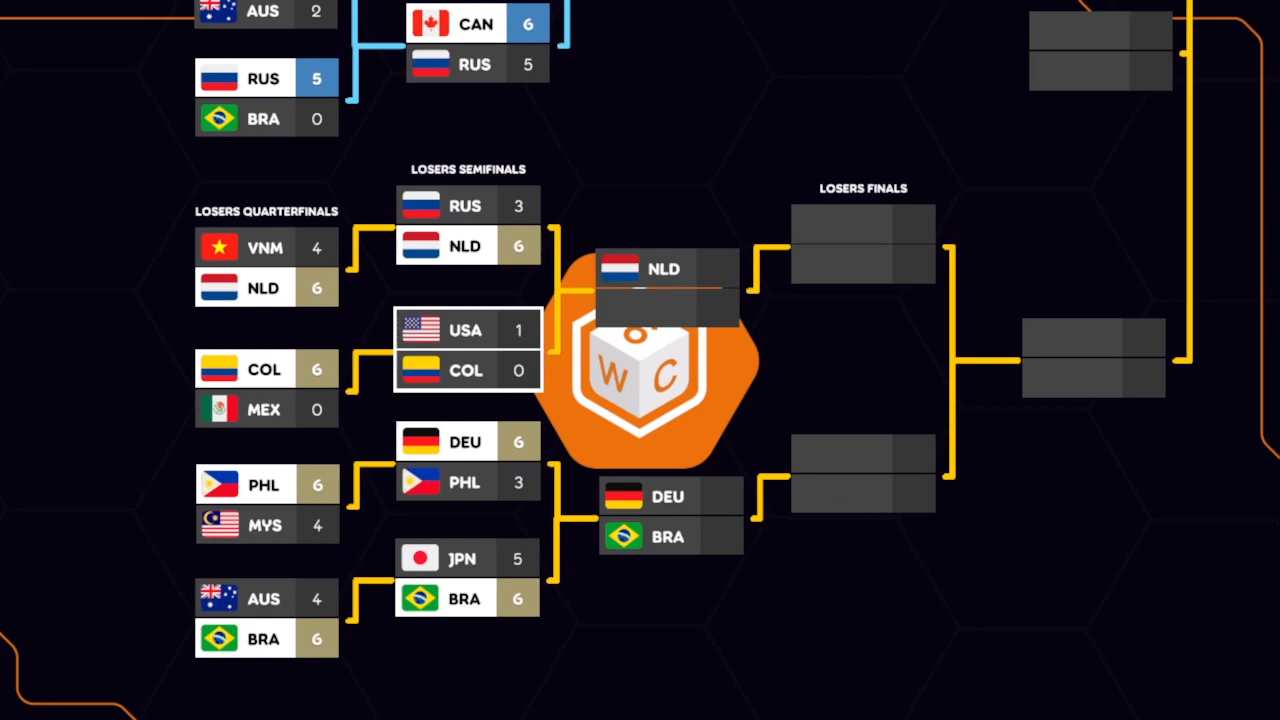 AUS 2
RUS 5
BRA 0
CAN 6
RUS 5
LOSERS QUARTERFINALS
VNM 4
NLD 6
COL 6
MEX 0
PHL 6
MYS 4
AUS 4
BRA 6
LOSERS SEMIFINALS
RUS 3
NLD 6
USA 1
COL 0
DEU 6
PHL 3
JPN 5
BRA 6
NLD
W C
DEU
BRA
LOSERS FINALS